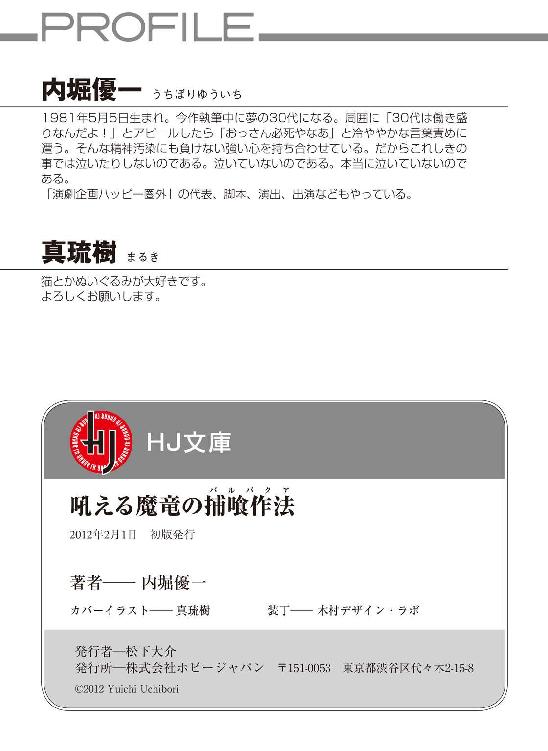 PROFILE
内堀優一 うちぼりゆういち
1981年5月5日生まれ。今作執筆中に夢の30代になる。周囲に「30代は働き盛
りなんだよ！」とアピールしたら「おっさん必死やなあ」と冷ややかな言葉責めに
遭う。そんな精神汚染にも負けない強い心を持ち合わせている。だからこれしきの
事では泣いたりしないのである。泣いていないのである。本当に泣いていないので
ある。
「演劇企画ハッピー圏外」の代表、脚本、演出、出演などもやっている。
真琉樹 まるき
猫とかぬいぐるみが大好きです。
よろしくお願いします。
HJ
HJ文庫
バルバクア
吼える魔竜の捕喰作法
2012年2月1日 初版発行
著者―― 内堀優一
カバーイラスト―― 真琉樹 装丁―― 木村デザイン・ラボ
発行者―松下大介
発行所―株式会社ホビージャパン 〒151-0053 東京都渋谷区代々木2-15-8
©2012 Yuichi Uchibori